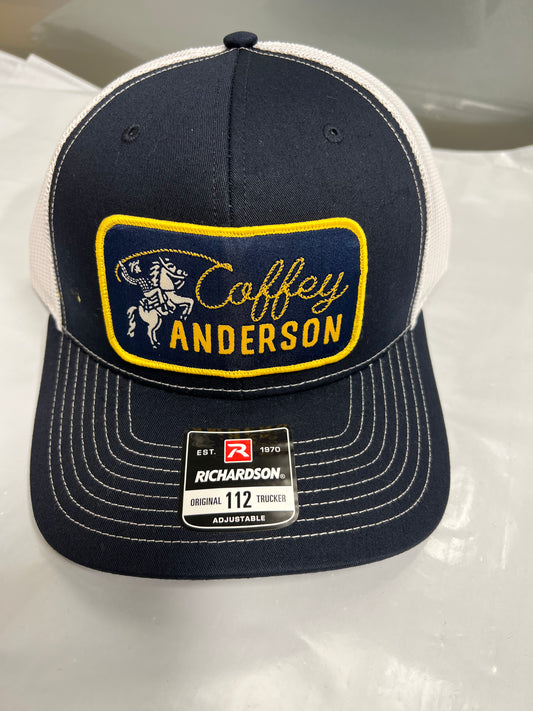 Coffey
ANDERSON
EST. R 1970
RICHARDSON®
ORIGINAL 112 TRUCKER
ADJUSTABLE